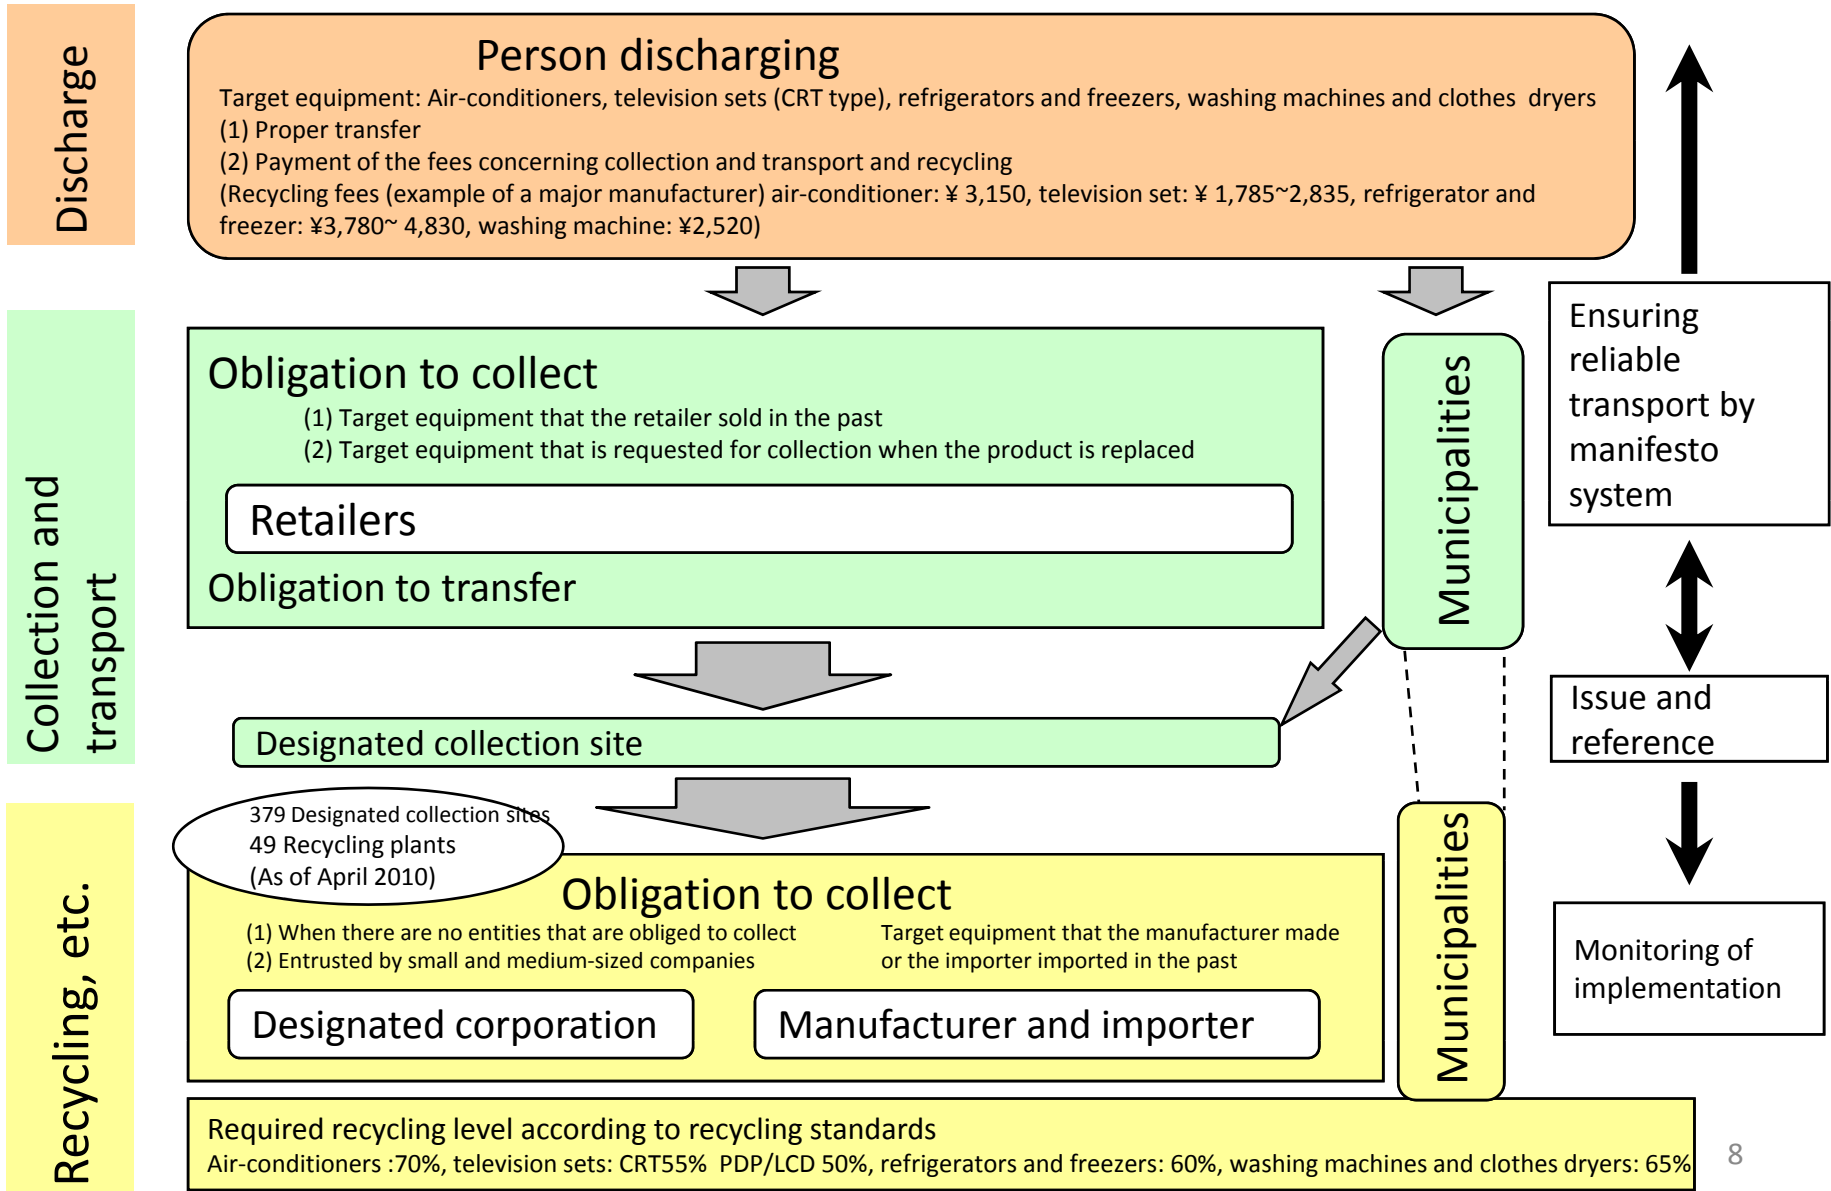 Discharge
Person discharging
Target equipment: Air-conditioners, television sets (CRT type), refrigerators and freezers, washing machines and clothes dryers
(1) Proper transfer
(2) Payment of the fees concerning collection and transport and recycling
(Recycling fees (example of a major manufacturer) air-conditioner: ¥ 3,150, television set: ¥ 1,785~2,835, refrigerator and
freezer: ¥3,780~ 4,830, washing machine: ¥2,520)
Collection and
transport
Obligation to collect
(1) Target equipment that the retailer sold in the past
(2) Target equipment that is requested for collection when the product is replaced
Retailers
Obligation to transfer
Municipalities
Ensuring
reliable
transport by
manifesto
system
Designated collection site
Issue and
reference
Recycling, etc.
379 Designated collection sites
49 Recycling plants
(As of April 2010)
Obligation to collect
(1) When there are no entities that are obliged to collect
(2) Entrusted by small and medium-sized companies
Target equipment that the manufacturer made
or the importer imported in the past
Designated corporation
Manufacturer and importer
Municipalities
Monitoring of
implementation
Required recycling level according to recycling standards
Air-conditioners :70%, television sets: CRT55%  PDP/LCD 50%, refrigerators and freezers: 60%, washing machines and clothes dryers: 65%
8